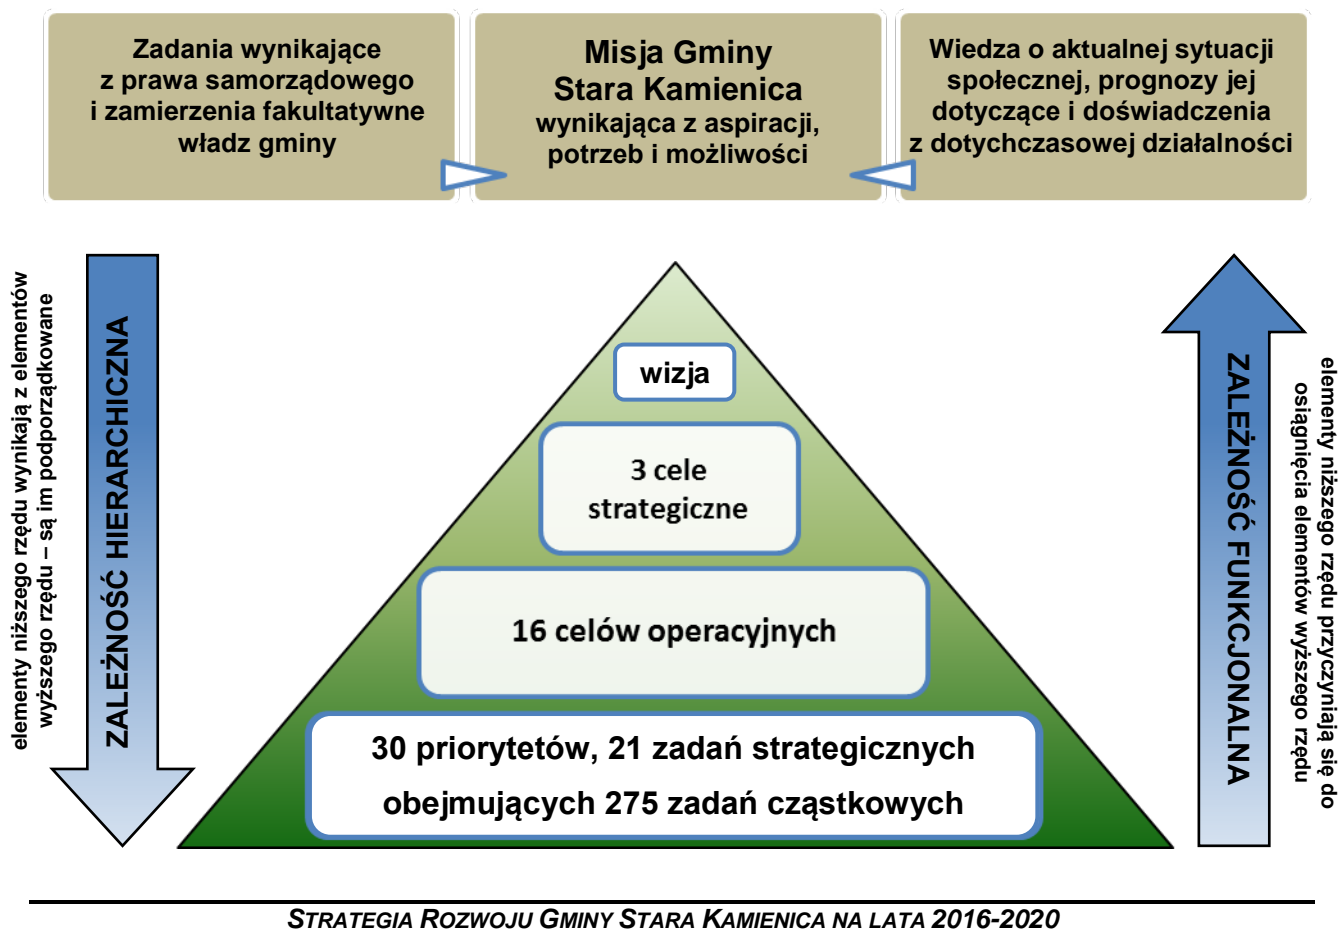 Zadania wynikające
z prawa samorządowego
i zamierzenia fakultatywne
władz gminy
Misja Gminy
Stara Kamienica
wynikająca z aspiracji,
potrzeb i możliwości
Wiedza o aktualnej sytuacji
społecznej, prognozy jej
dotyczące i doświadczenia
z dotychczasowej działalności
elementy niższego rzędu wynikają z elementów
wyższego rzędu – są im podporządkowane
ZALEŻNOŚĆ HIERARCHICZNA
wizja
3 cele
strategiczne
16 celów operacyjnych
30 priorytetów, 21 zadań strategicznych
obejmujących 275 zadań cząstkowych
ZALEŻNOŚĆ FUNKCJONALNA
elementy niższego rzędu przyczyniają się do
osiągnięcia elementów wyższego rzędu
STRATEGIA ROZWOJU GMINY STARA KAMIENICA NA LATA 2016-2020